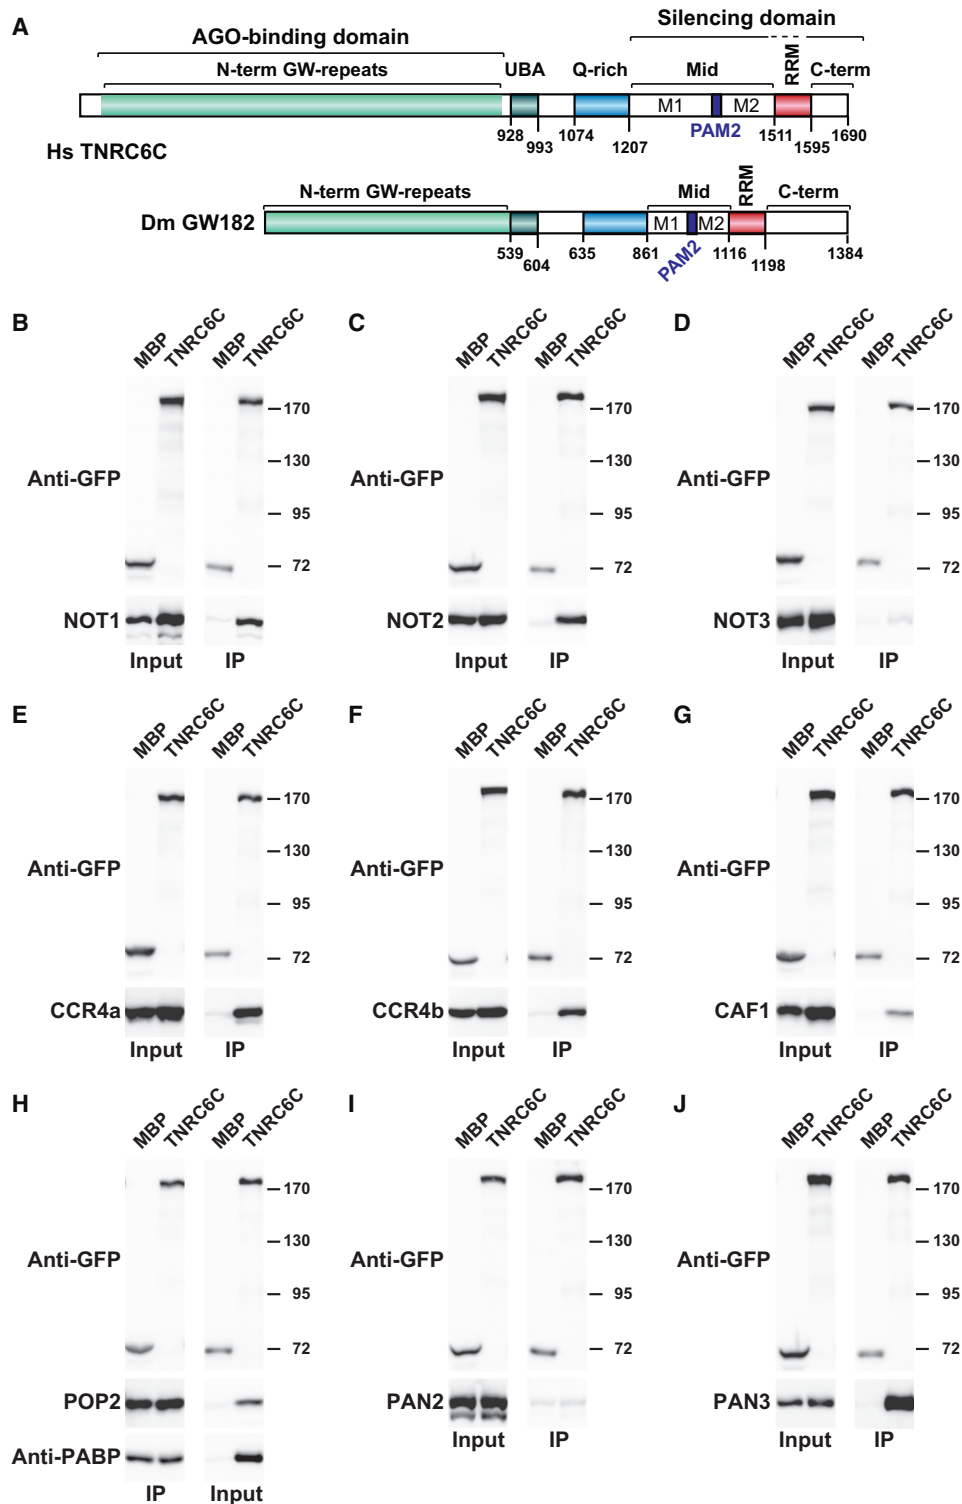 A
Silencing domain
AGO-binding domain
N-term GW-repeats UBA Q-rich Mid RRM C-term
M1 M2
PAM2
928 1074 1511 1690
993 1207 1595
Hs TNRC6C
N-term GW-repeats Mid RRM C-term
Dm GW182
M1 M2
PAM2
539 635 861 1116 1384
604 1198
B C D
MBP TNRC6C MBP TNRC6C MBP TNRC6C MBP TNRC6C MBP TNRC6C MBP TNRC6C
170 170 170
130 130 130
Anti-GFP Anti-GFP Anti-GFP
95 95 95
72 72 72
NOT1 NOT2 NOT3
Input IP Input IP Input IP
E F G
MBP TNRC6C MBP TNRC6C MBP TNRC6C MBP TNRC6C MBP TNRC6C MBP TNRC6C
170 170 170
130 130 130
Anti-GFP Anti-GFP Anti-GFP
95 95 95
72 72 72
CCR4a CCR4b CAF1
Input IP Input IP Input IP
H I J
MBP TNRC6C MBP TNRC6C MBP TNRC6C MBP TNRC6C MBP TNRC6C MBP TNRC6C
170 170 170
130 130 130
Anti-GFP Anti-GFP Anti-GFP
95 95 95
72 72 72
POP2 PAN2 PAN3
Input IP Input IP
Anti-PABP
IP Input